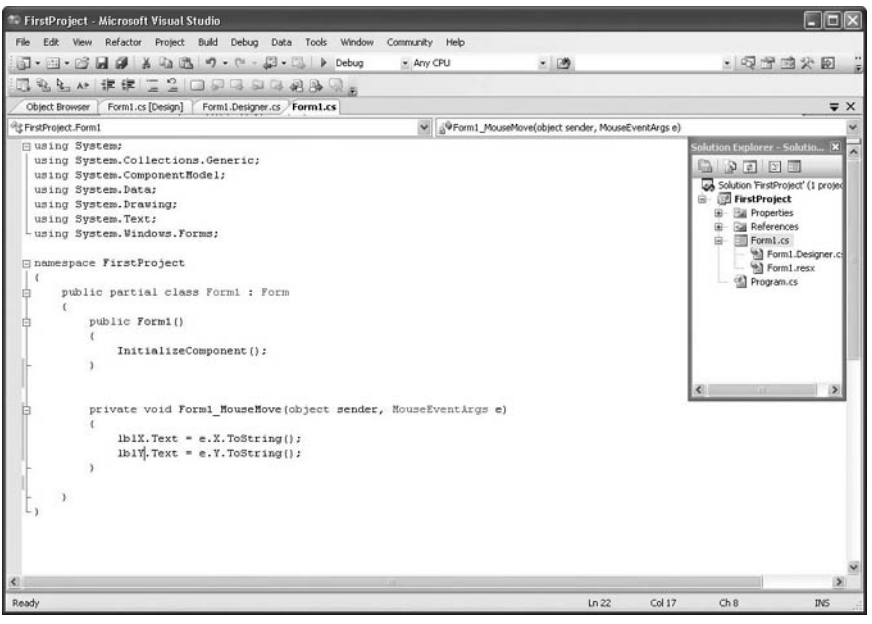 FirstProject - Microsoft Visual Studio
File Edit View Refactor Project Build Debug Data Tools Window Community Help
Debug Any CPU
Object Browser Form1.cs [Design] Form1.Designer.cs Form1.cs
FirstProject.Form1 Form1_MouseMove(object sender, MouseEventArgs e)
using System;
using System.Collections.Generic;
using System.ComponentModel;
using System.Data;
using System.Drawing;
using System.Text;
using System.Windows.Forms;
namespace FirstProject
{
public partial class Form1 : Form
{
public Form1()
{
InitializeComponent();
}
private void Form1_MouseMove(object sender, MouseEventArgs e)
{
lblX.Text = e.X.ToString();
lblY.Text = e.Y.ToString();
}
}
}
Solution Explorer - Solutio...
Solution 'FirstProject' (1 projec
FirstProject
Properties
References
Form1.cs
Form1.Designer.c
Form1.resx
Program.cs
Ready Ln 22 Col 17 Ch 8 INS